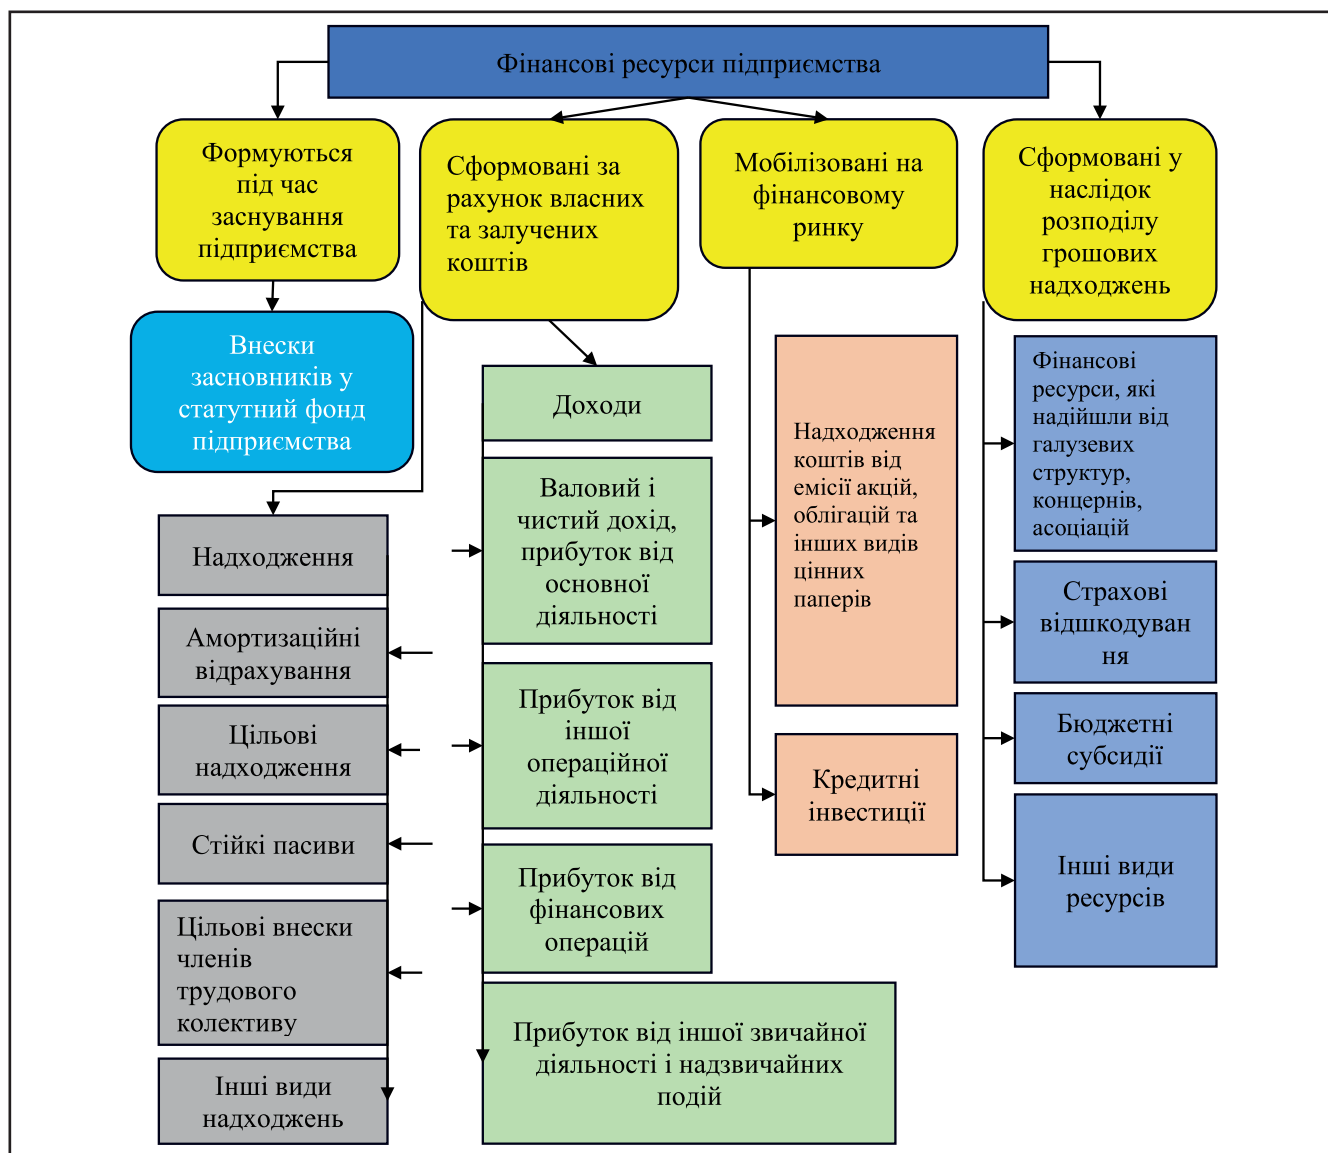 Фінансові ресурси підприємства
Формуються
під час
заснування
підприємства
Сформовані за
рахунок власних
та залучених
коштів
Мобілізовані на
фінансовому
ринку
Сформовані у
наслідок
розподілу
грошових
надходжень
Внески
засновників у
статутний фонд
підприємства
Надходження
Амортизаційні
відрахування
Цільові
надходження
Стійкі пасиви
Цільові внески
членів
трудового
колективу
Інші види
надходжень
Доходи
Валовий і
чистий дохід,
прибуток від
основної
діяльності
Прибуток від
іншої
операційної
діяльності
Прибуток від
фінансових
операцій
Прибуток від іншої звичайної
діяльності і надзвичайних
подій
Надходження
коштів від
емісії акцій,
облігацій та
інших видів
цінних
паперів
Кредитні
інвестиції
Фінансові
ресурси, які
надійшли від
галузевих
структур,
концернів,
асоціацій
Страхові
відшкодуван
ня
Бюджетні
субсидії
Інші види
ресурсів